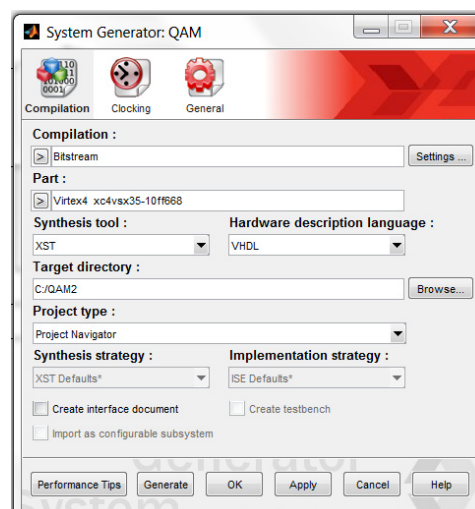 System Generator: QAM
Compilation Clocking General
Compilation :
> Bitstream Settings ...
Part :
> Virtex4 xc4vsx35-10ff668
Synthesis tool : Hardware description language :
XST VHDL
Target directory :
C:/QAM2 Browse...
Project type :
Project Navigator
Synthesis strategy : Implementation strategy :
XST Defaults* ISE Defaults*
Create interface document Create testbench
Import as configurable subsystem
Performance Tips Generate OK Apply Cancel Help